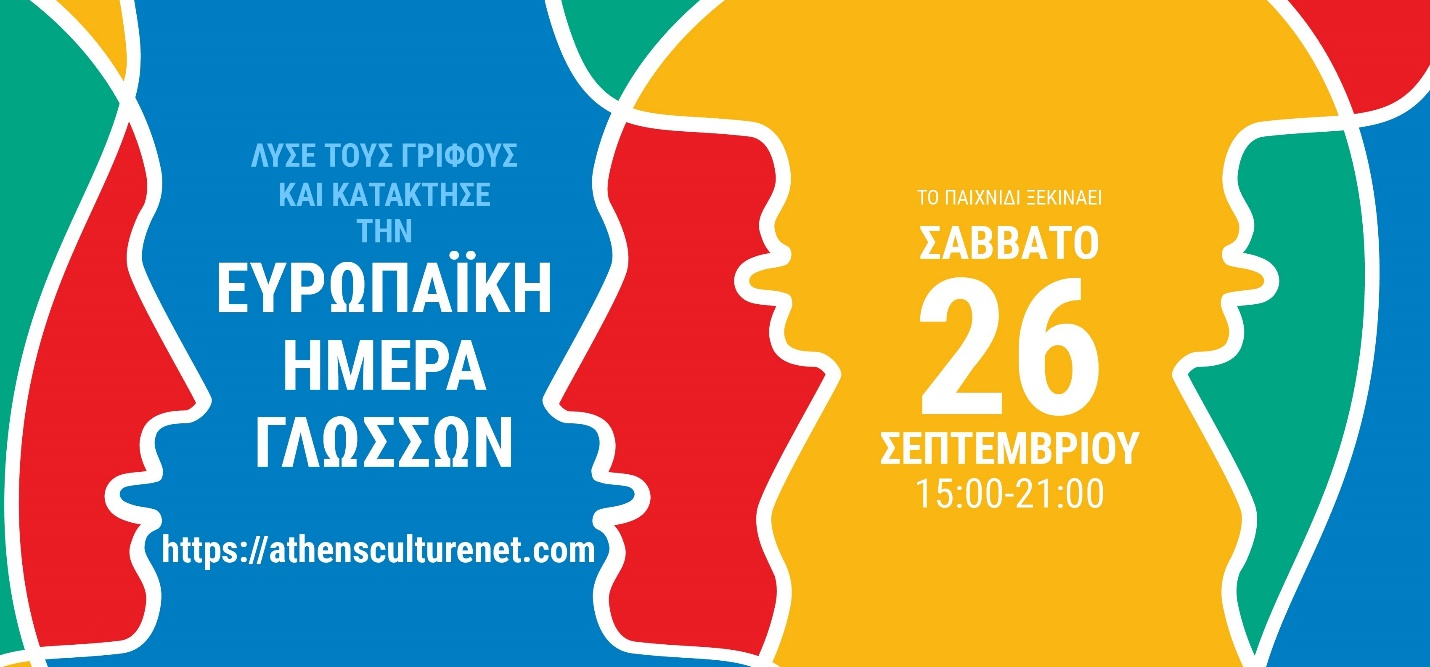 ΛΥΣΕ ΤΟΥΣ ΓΡΙΦΟΥΣ
ΚΑΙ ΚΑΤΑΚΤΗΣΕ
ΤΗΝ
ΕΥΡΩΠΑΪΚΗ
ΗΜΕΡΑ
ΓΛΩΣΣΩΝ
https://athensculturenet.com
ΤΟ ΠΑΙΧΝΙΔΙ ΞΕΚΙΝΑΕΙ
ΣΑΒΒΑΤΟ
26
ΣΕΠΤΕΜΒΡΙΟΥ
15:00-21:00